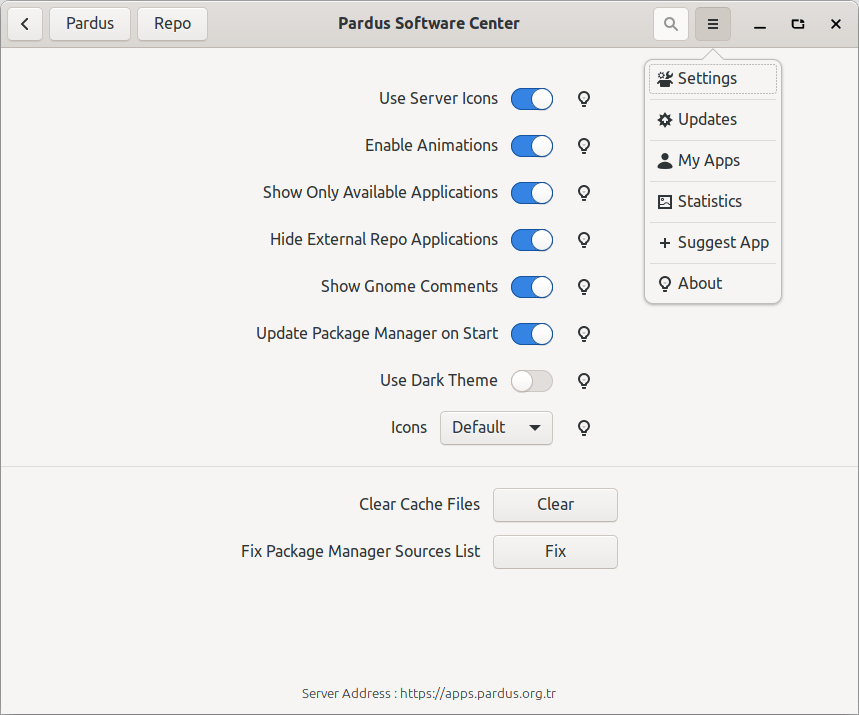 Pardus Repo Pardus Software Center
Settings
Updates
My Apps
Statistics
+ Suggest App
About
Use Server Icons
Enable Animations
Show Only Available Applications
Hide External Repo Applications
Show Gnome Comments
Update Package Manager on Start
Use Dark Theme
Icons Default
Clear Cache Files Clear
Fix Package Manager Sources List Fix
Server Address : https://apps.pardus.org.tr